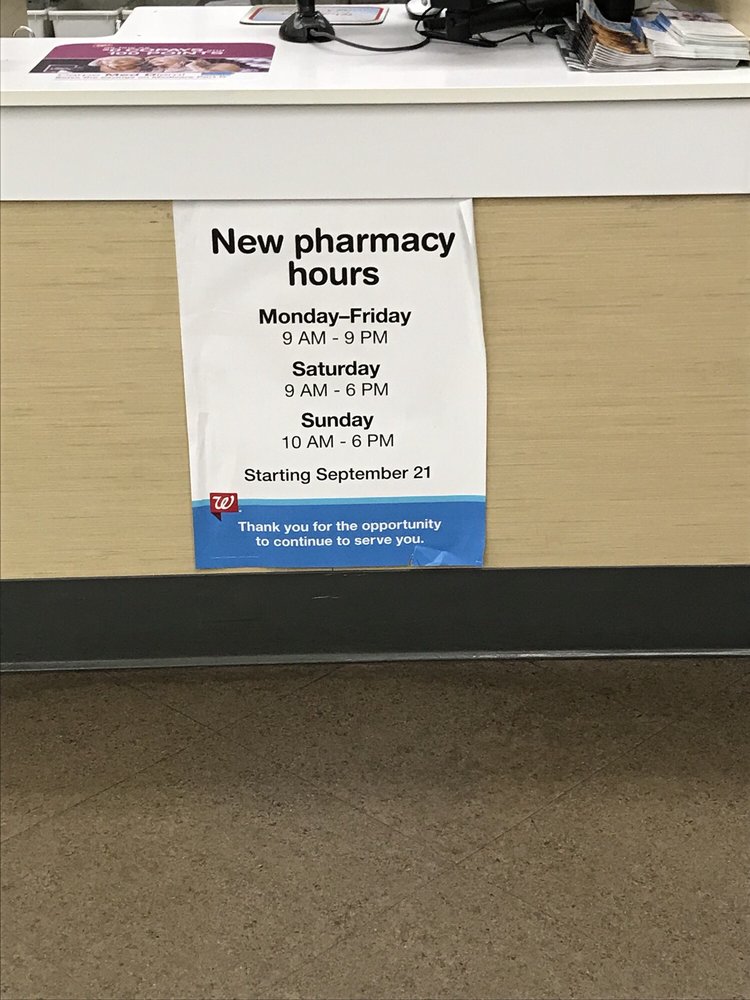 New pharmacy
hours
Monday–Friday
9 AM - 9 PM
Saturday
9 AM - 6 PM
Sunday
10 AM - 6 PM
Starting September 21
W
Thank you for the opportunity
to continue to serve you.